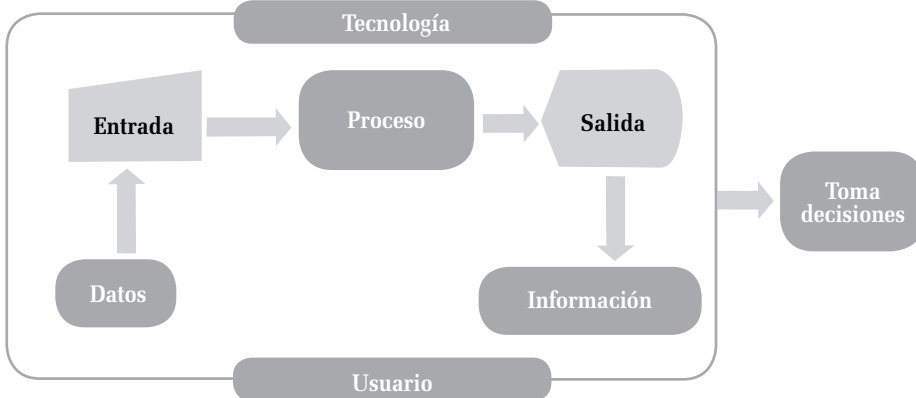 Tecnología
Entrada
Proceso
Salida
Toma
decisiones
Datos
Información
Usuario